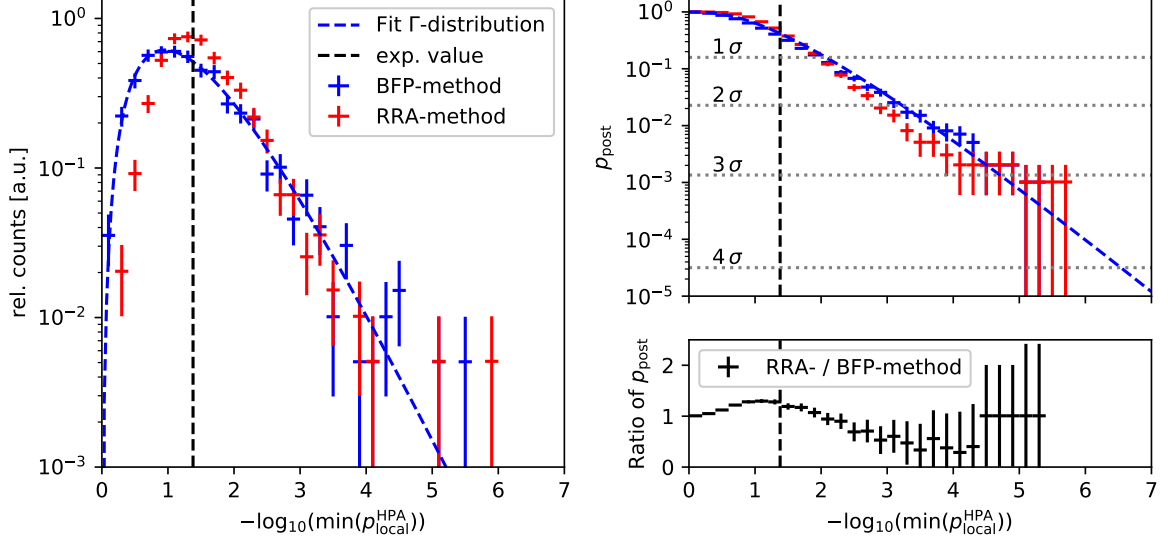 rel. counts [a.u.]
10⁰
10⁻¹
10⁻²
10⁻³
Fit Γ-distribution
exp. value
BFP-method
RRA-method
0 1 2 3 4 5 6 7
−log₁₀(min(p_local^HPA))
p_post
10⁰
10⁻¹
10⁻²
10⁻³
10⁻⁴
10⁻⁵
1 σ
2 σ
3 σ
4 σ
Ratio of p_post
2
1
0
RRA- / BFP-method
0 1 2 3 4 5 6 7
−log₁₀(min(p_local^HPA))